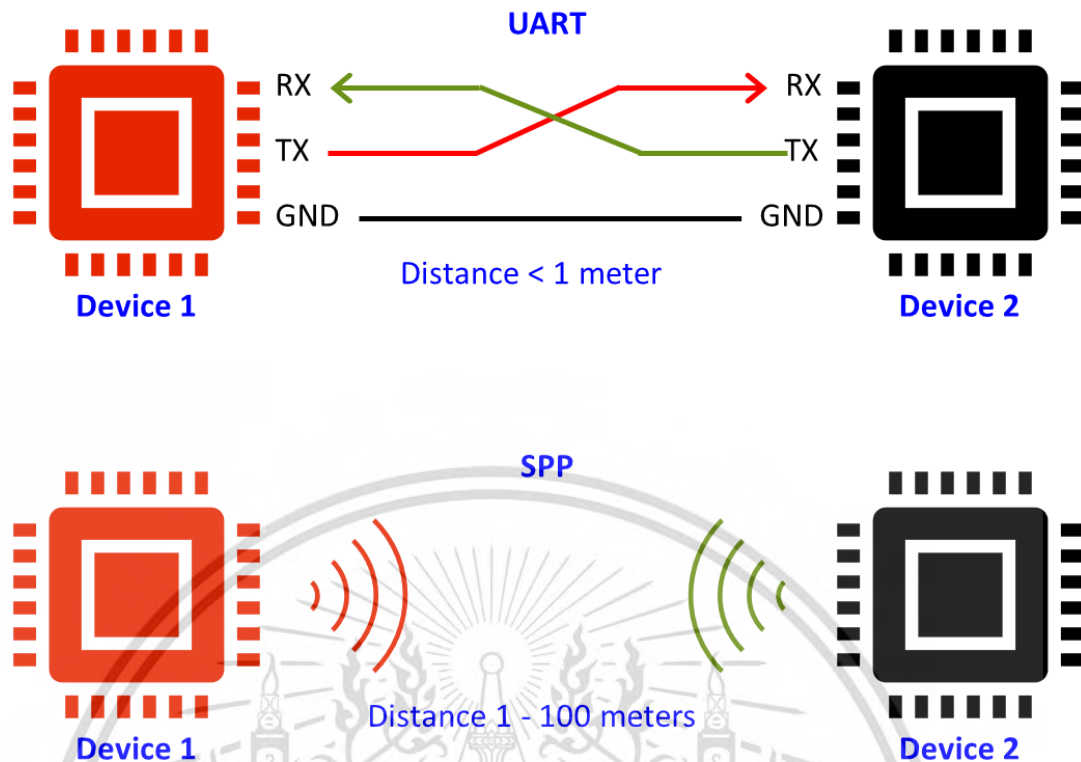 UART
RX RX
TX TX
GND GND
Distance < 1 meter
Device 1 Device 2
SPP
Distance 1 - 100 meters
Device 1 Device 2